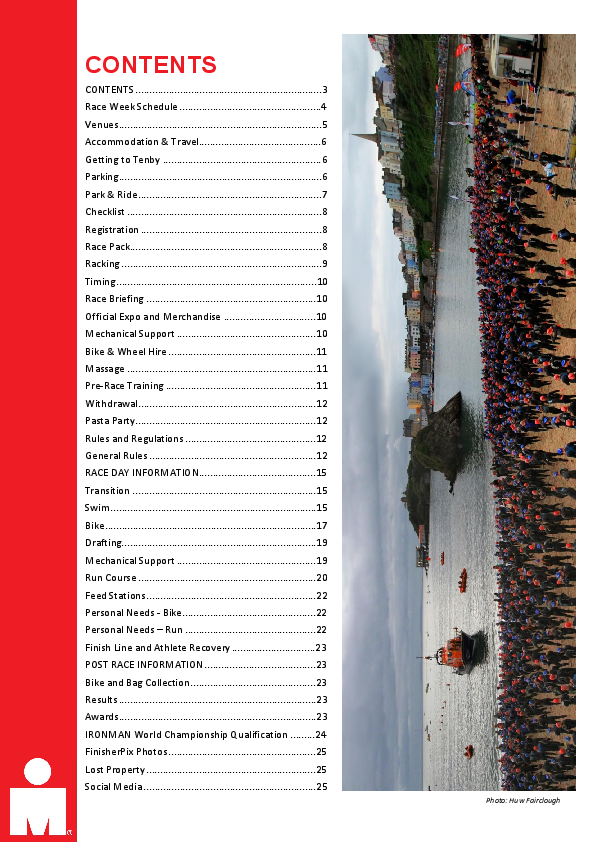 CONTENTS
CONTENTS................................................................3
Race Week Schedule................................................4
Venues.....................................................................5
Accommodation & Travel..........................................6
Getting to Tenby ......................................................6
Parking.....................................................................6
Park & Ride...............................................................7
Checklist ..................................................................8
Registration ..............................................................8
Race Pack..................................................................8
Racking ....................................................................9
Timing.....................................................................10
Race Briefing ..........................................................10
Official Expo and Merchandise ................................10
Mechanical Support ................................................10
Bike & Wheel Hire ...................................................11
Massage .................................................................11
Pre-Race Training ....................................................11
Withdrawal..............................................................12
Pasta Party...............................................................12
Rules and Regulations .............................................12
General Rules ..........................................................12
RACE DAY INFORMATION........................................15
Transition ...............................................................15
Swim.......................................................................15
Bike.........................................................................17
Drafting...................................................................19
Mechanical Support ................................................19
Run Course .............................................................20
Feed Stations...........................................................22
Personal Needs - Bike..............................................22
Personal Needs – Run .............................................22
Finish Line and Athlete Recovery .............................23
POST RACE INFORMATION......................................23
Bike and Bag Collection...........................................23
Results ....................................................................23
Awards....................................................................23
IRONMAN World Championship Qualification .........24
FinisherPix Photos...................................................25
Lost Property ..........................................................25
Social Media............................................................25
Photo: Huw Fairclough